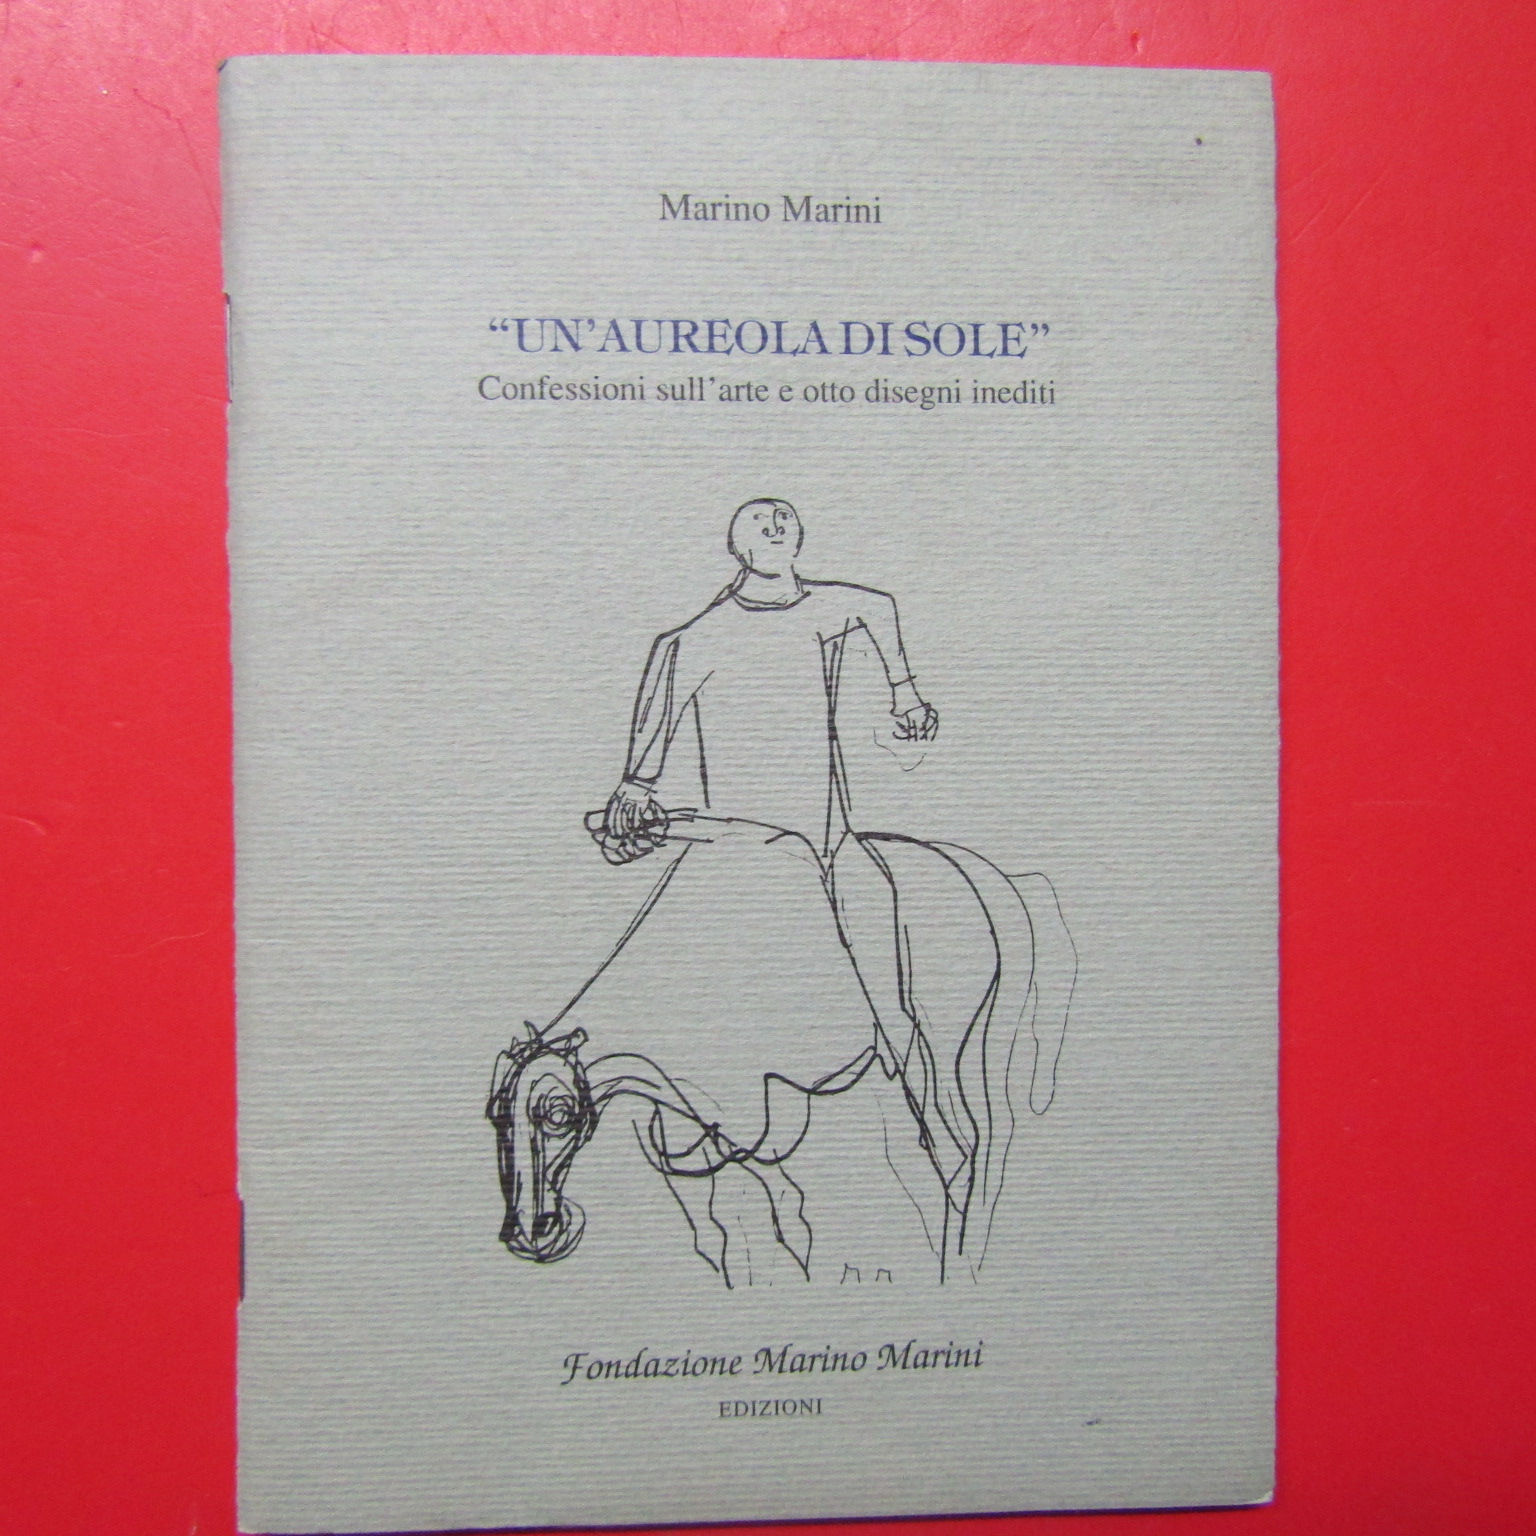 Marino Marini
“UN’AUREOLA DI SOLE”
Confessioni sull’arte e otto disegni inediti
Fondazione Marino Marini
EDIZIONI